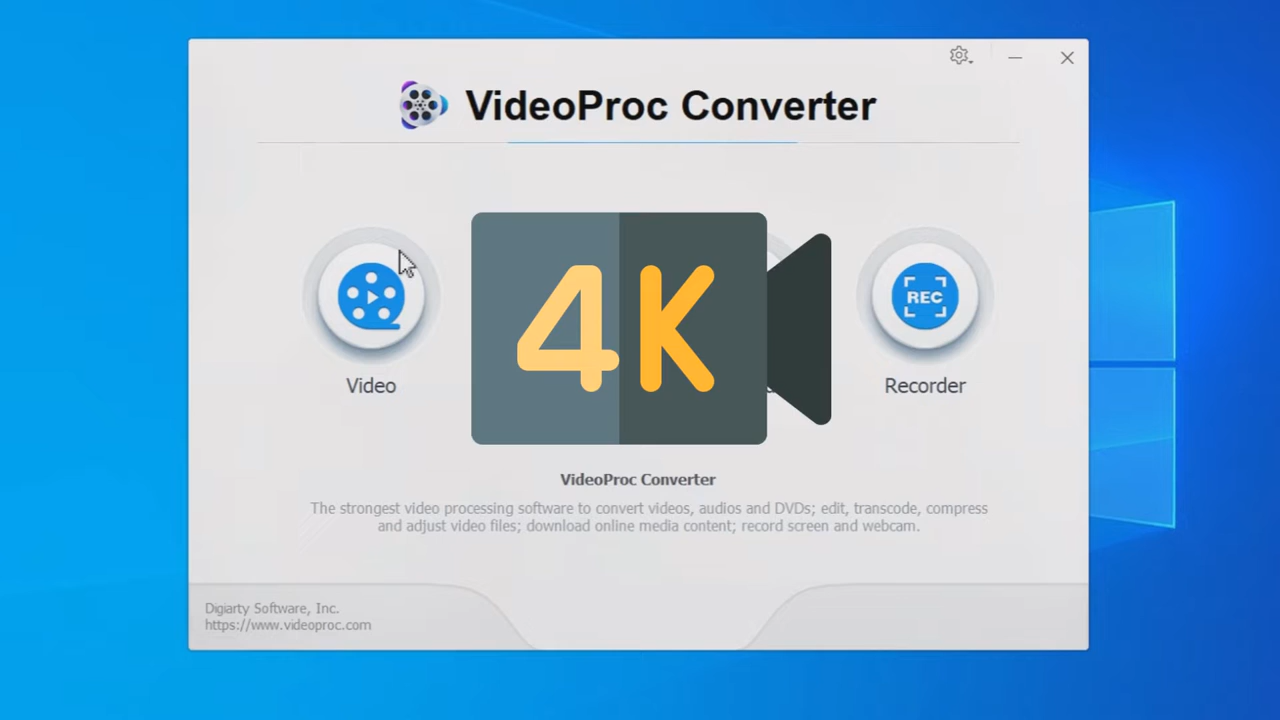 VideoProc Converter
4K
REC
Video
Recorder
VideoProc Converter
The strongest video processing software to convert videos, audios and DVDs; edit, transcode, compress
and adjust video files; download online media content; record screen and webcam.
Digiarty Software, Inc.
https://www.videoproc.com